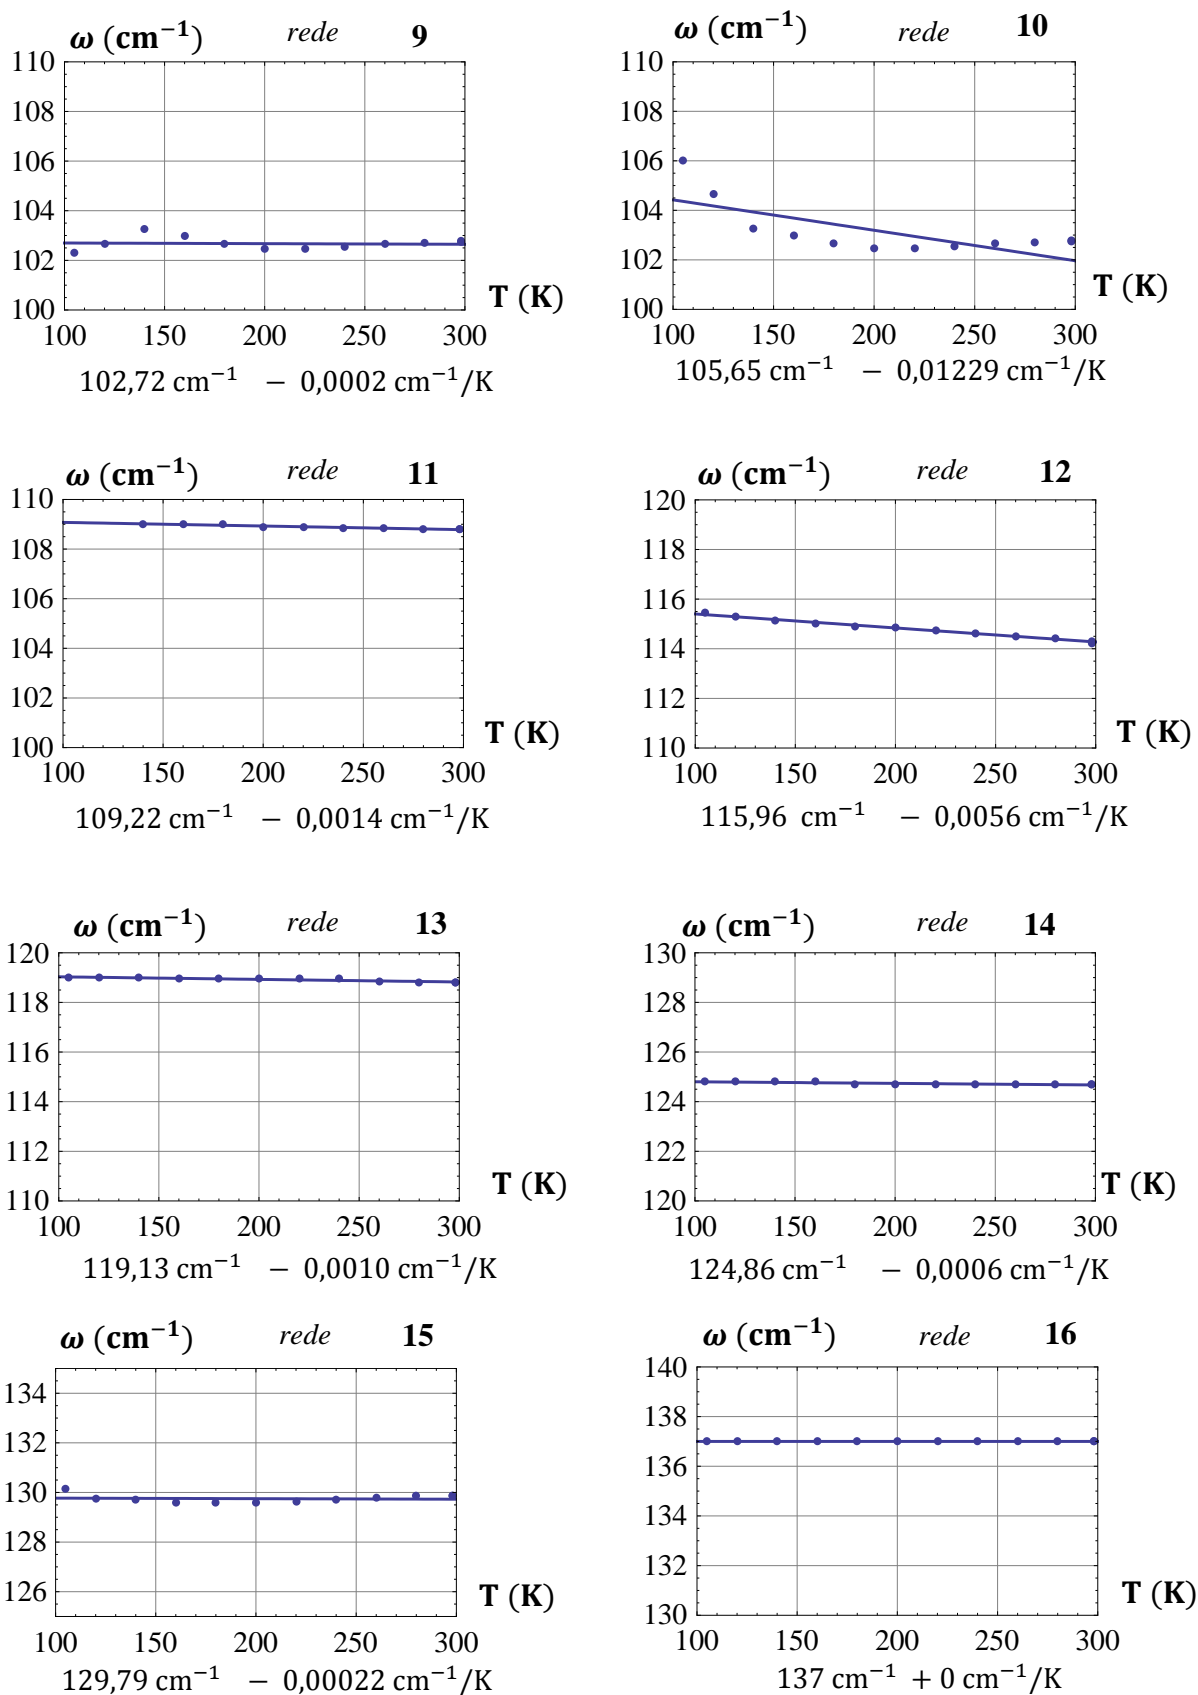 ω (cm⁻¹) rede 9
110
108
106
104
102
100
T (K)
100 150 200 250 300
102,72 cm⁻¹ − 0,0002 cm⁻¹/K
ω (cm⁻¹) rede 10
110
108
106
104
102
100
T (K)
100 150 200 250 300
105,65 cm⁻¹ − 0,01229 cm⁻¹/K
ω (cm⁻¹) rede 11
110
108
106
104
102
100
T (K)
100 150 200 250 300
109,22 cm⁻¹ − 0,0014 cm⁻¹/K
ω (cm⁻¹) rede 12
120
118
116
114
112
110
T (K)
100 150 200 250 300
115,96 cm⁻¹ − 0,0056 cm⁻¹/K
ω (cm⁻¹) rede 13
120
118
116
114
112
110
T (K)
100 150 200 250 300
119,13 cm⁻¹ − 0,0010 cm⁻¹/K
ω (cm⁻¹) rede 14
130
128
126
124
122
120
T (K)
100 150 200 250 300
124,86 cm⁻¹ − 0,0006 cm⁻¹/K
ω (cm⁻¹) rede 15
134
132
130
128
126
T (K)
100 150 200 250 300
129,79 cm⁻¹ − 0,00022 cm⁻¹/K
ω (cm⁻¹) rede 16
140
138
136
134
132
130
T (K)
100 150 200 250 300
137 cm⁻¹ + 0 cm⁻¹/K